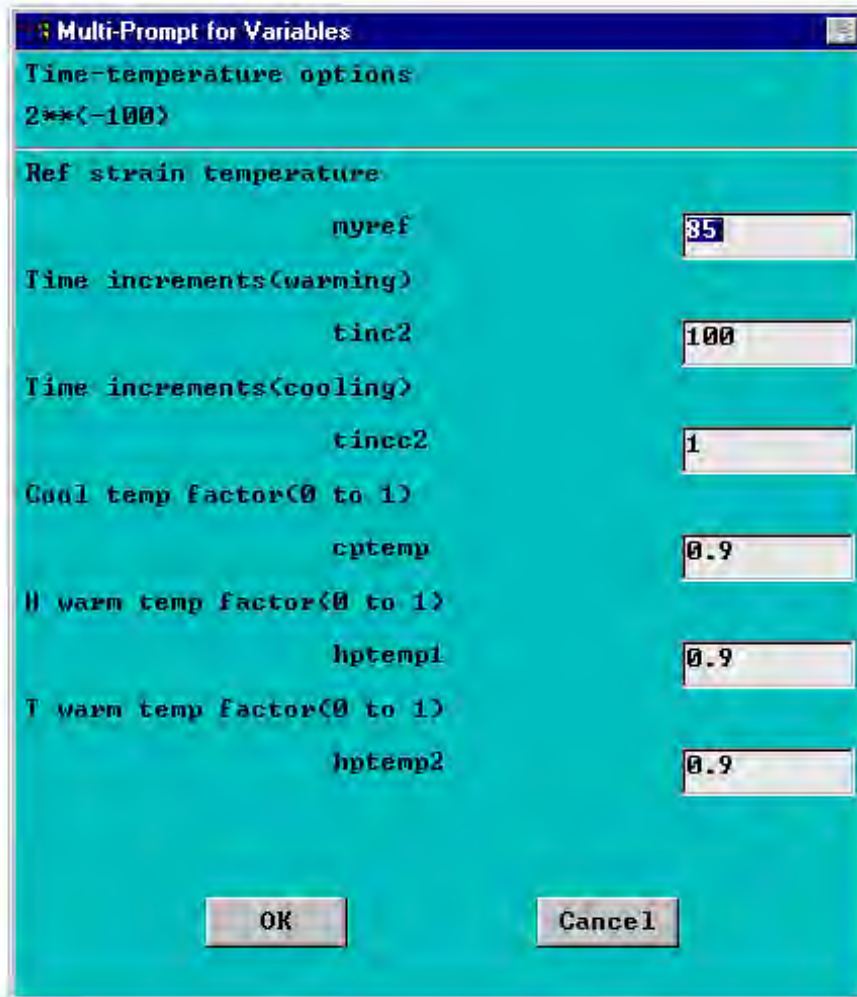 Multi-Prompt for Variables
Time-temperature options
2**(-100)
Ref strain temperature
myref 85
Time increments(warming)
tinc2 100
Time increments(cooling)
tincc2 1
Cool temp factor(0 to 1)
cptemp 0.9
H warm temp factor(0 to 1)
hptemp1 0.9
T warm temp factor(0 to 1)
hptemp2 0.9
OK Cancel